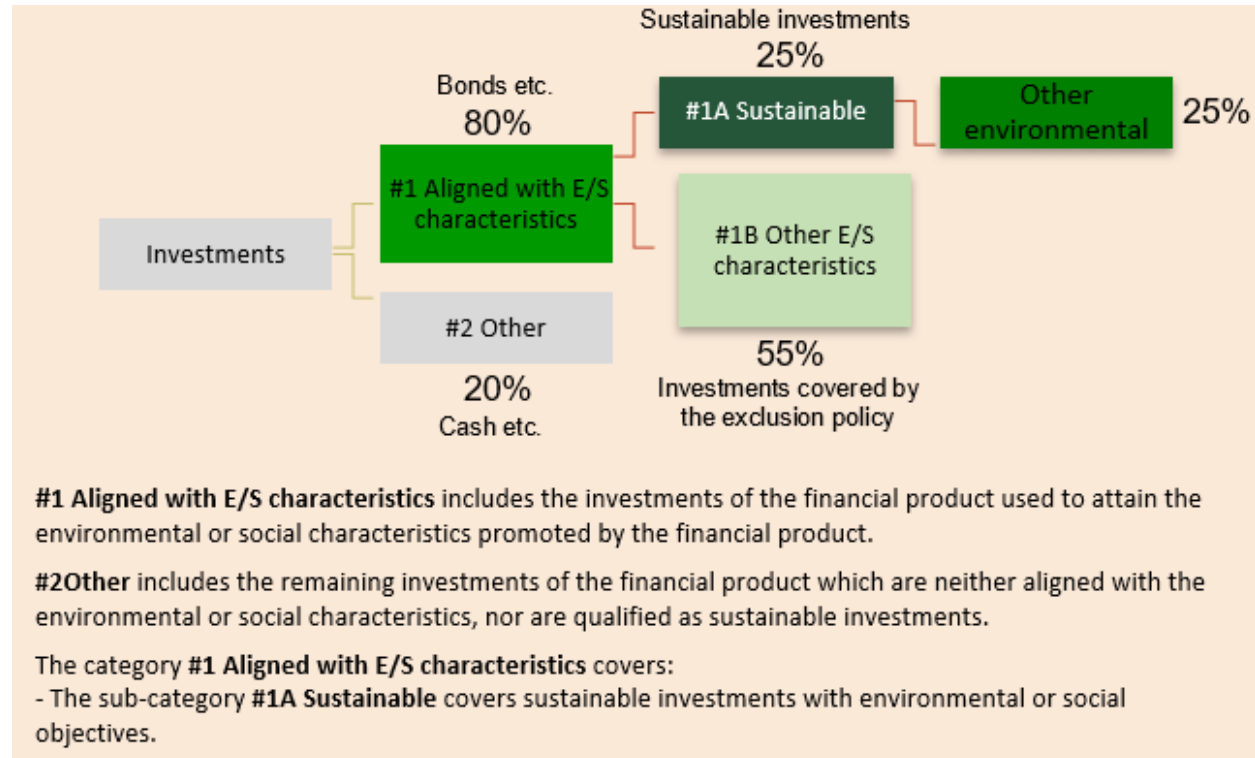 Sustainable investments
25%
Bonds etc.
80%
#1A Sustainable
Other
environmental
25%
#1 Aligned with E/S
characteristics
Investments
#1B Other E/S
characteristics
#2 Other
20%
Cash etc.
55%
Investments covered by
the exclusion policy
#1 Aligned with E/S characteristics includes the investments of the financial product used to attain the
environmental or social characteristics promoted by the financial product.
#2Other includes the remaining investments of the financial product which are neither aligned with the
environmental or social characteristics, nor are qualified as sustainable investments.
The category #1 Aligned with E/S characteristics covers:
- The sub-category #1A Sustainable covers sustainable investments with environmental or social
objectives.